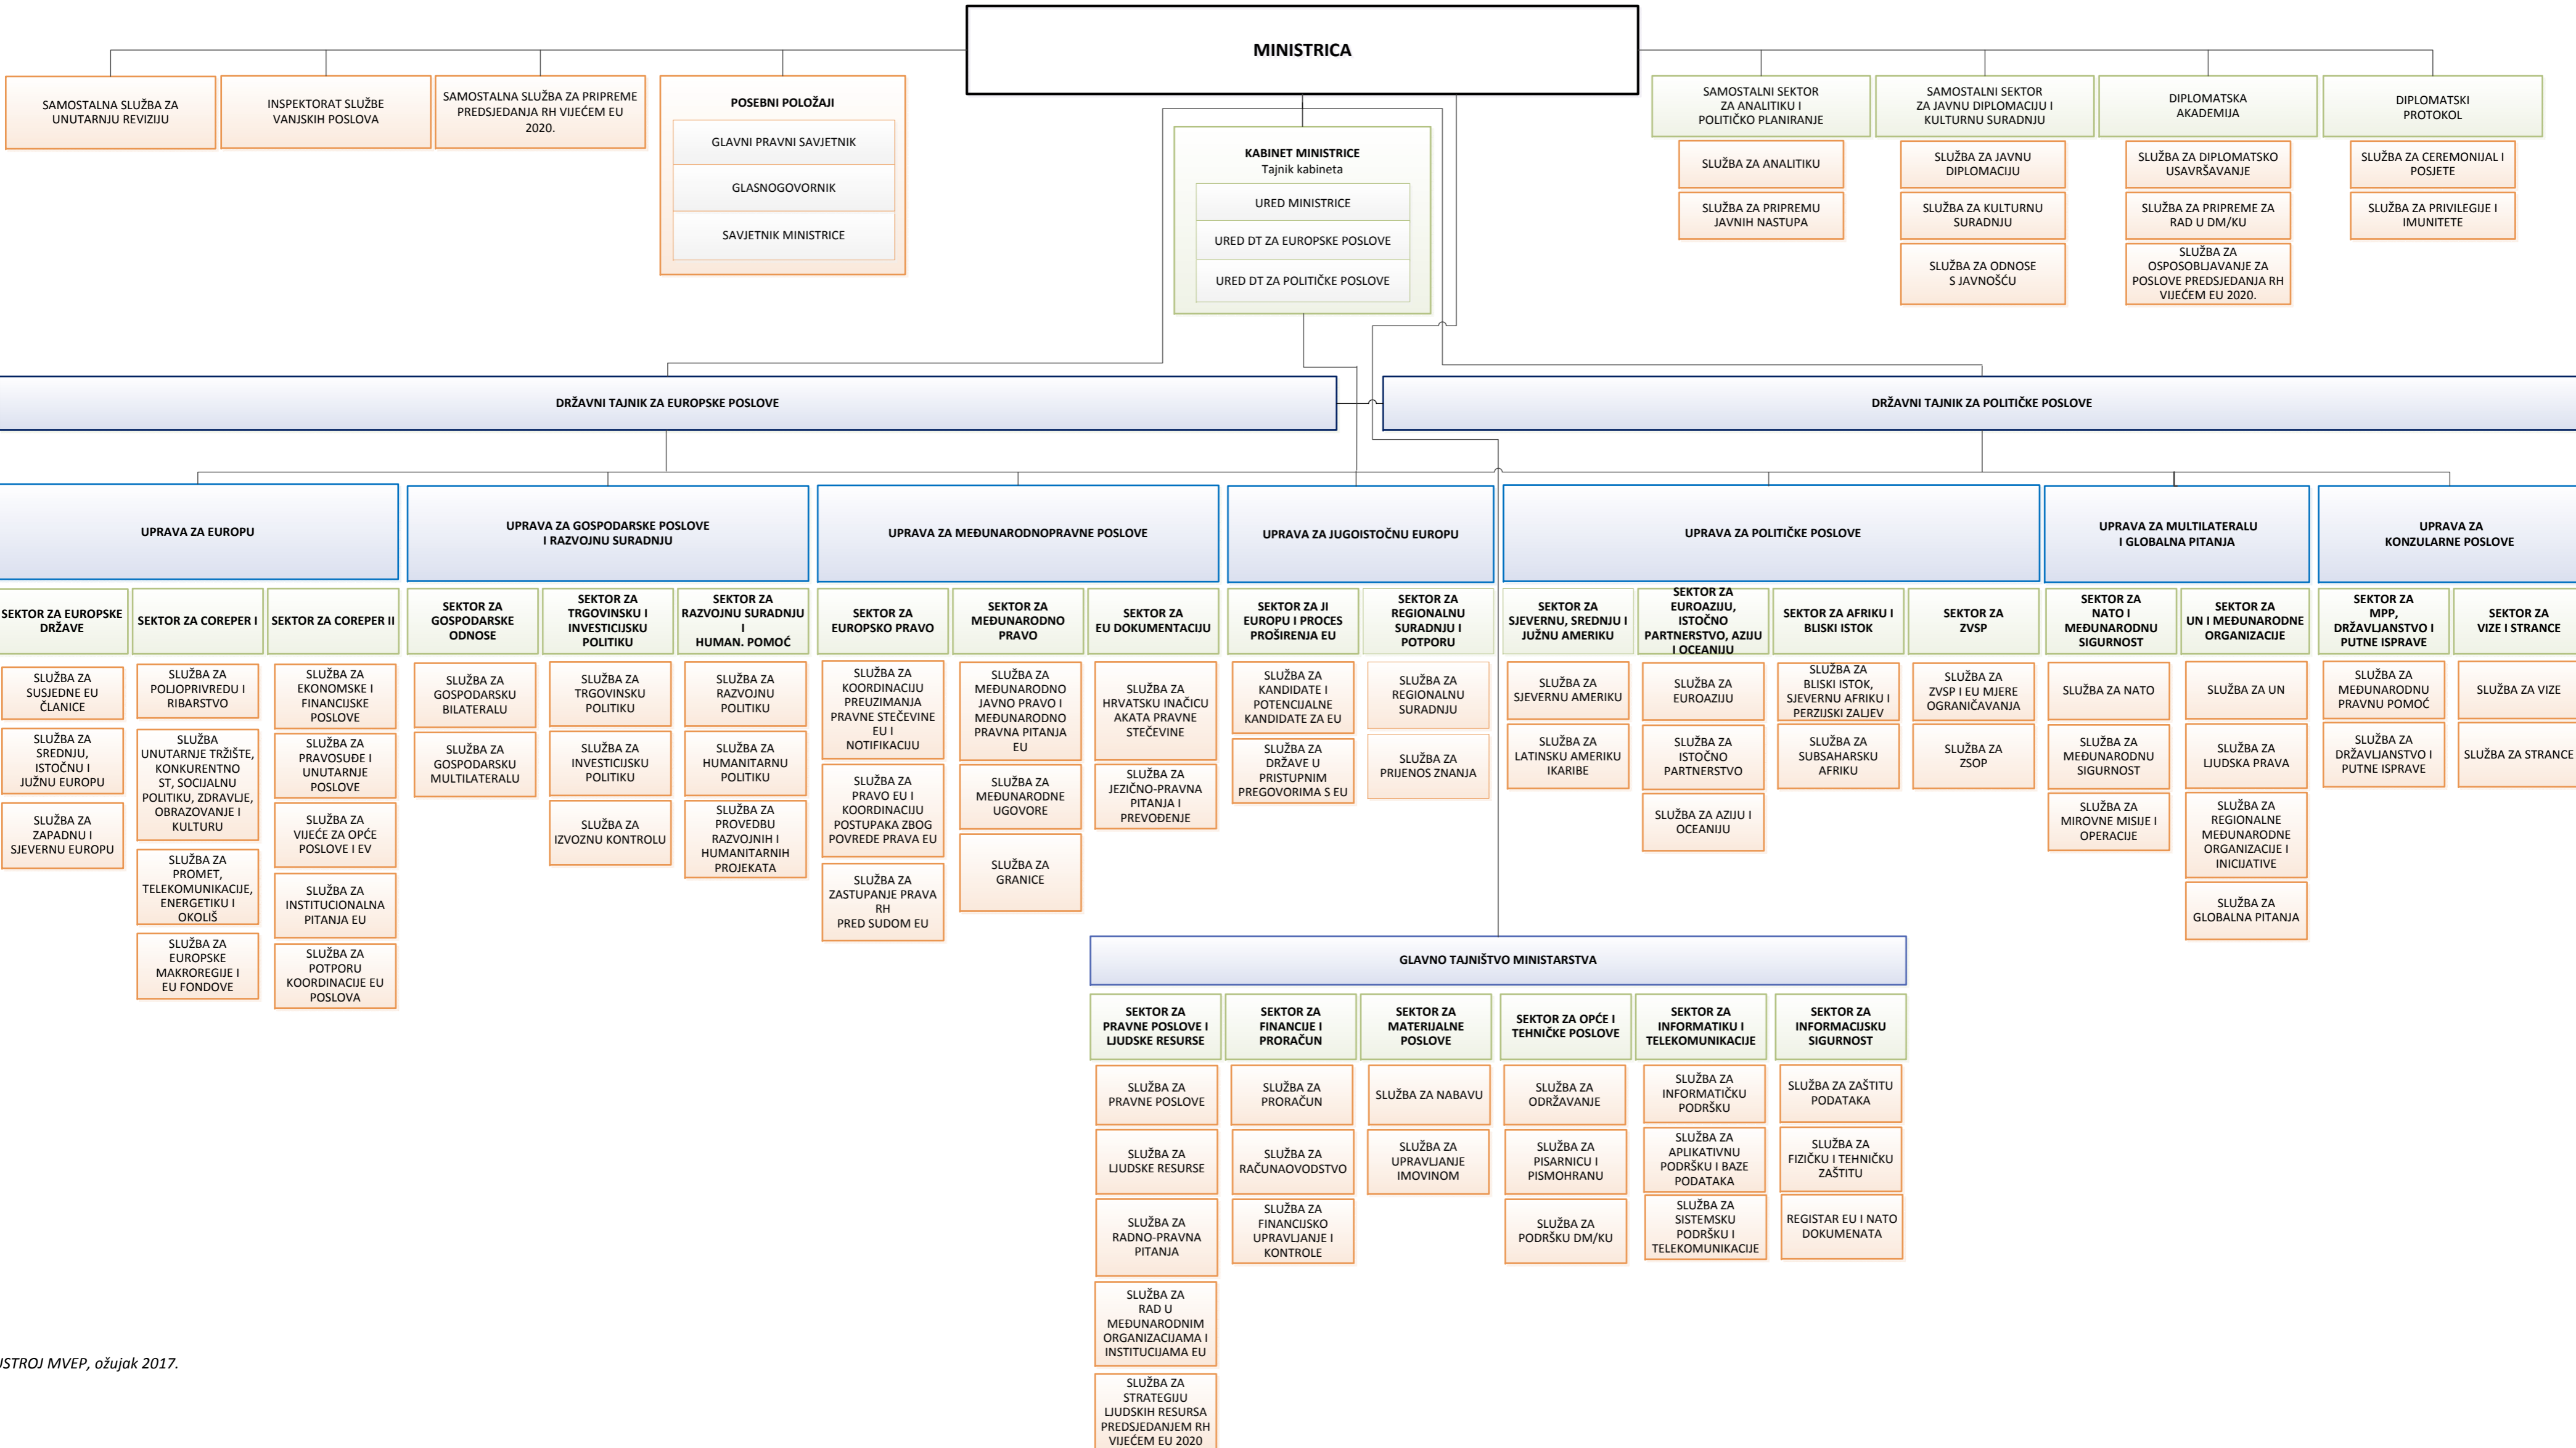 MINISTRICA
SAMOSTALNA SLUŽBA ZA
UNUTARNJU REVIZIJU
INSPEKTORAT SLUŽBE
VANJSKIH POSLOVA
SAMOSTALNA SLUŽBA ZA PRIPREME
PREDSJEDANJA RH VIJEĆEM EU
2020.
POSEBNI POLOŽAJI
GLAVNI PRAVNI SAVJETNIK
GLASNOGOVORNIK
SAVJETNIK MINISTRICE
KABINET MINISTRICE
Tajnik kabineta
URED MINISTRICE
URED DT ZA EUROPSKE POSLOVE
URED DT ZA POLITIČKE POSLOVE
SAMOSTALNI SEKTOR
ZA ANALITIKU I
POLITIČKO PLANIRANJE
SLUŽBA ZA ANALITIKU
SLUŽBA ZA PRIPREMU
JAVNIH NASTUPA
SAMOSTALNI SEKTOR
ZA JAVNU DIPLOMACIJU I
KULTURNU SURADNJU
SLUŽBA ZA JAVNU
DIPLOMACIJU
SLUŽBA ZA KULTURNU
SURADNJU
SLUŽBA ZA ODNOSE
S JAVNOŠĆU
DIPLOMATSKA
AKADEMIJA
SLUŽBA ZA DIPLOMATSKO
USAVRŠAVANJE
SLUŽBA ZA PRIPREME ZA
RAD U DM/KU
SLUŽBA ZA
OSPOSOBLJAVANJE ZA
POSLOVE PREDSJEDANJA RH
VIJEĆEM EU 2020.
DIPLOMATSKI
PROTOKOL
SLUŽBA ZA CEREMONIJAL I
POSJETE
SLUŽBA ZA PRIVILEGIJE I
IMUNITETE
DRŽAVNI TAJNIK ZA EUROPSKE POSLOVE
DRŽAVNI TAJNIK ZA POLITIČKE POSLOVE
UPRAVA ZA EUROPU
SEKTOR ZA EUROPSKE
DRŽAVE
SLUŽBA ZA
SUSJEDNE EU
ČLANICE
SLUŽBA ZA
SREDNJU,
ISTOČNU I
JUŽNU EUROPU
SLUŽBA ZA
ZAPADNU I
SJEVERNU EUROPU
SEKTOR ZA COREPER I
SLUŽBA ZA
POLJOPRIVREDU I
RIBARSTVO
SLUŽBA
UNUTARNJE TRŽIŠTE,
KONKURENTNO
ST, SOCIJALNU
POLITIKU, ZDRAVLJE,
OBRAZOVANJE I
KULTURU
SLUŽBA ZA
PROMET,
TELEKOMUNIKACIJE,
ENERGETIKU I
OKOLIŠ
SLUŽBA ZA
EUROPSKE
MAKROREGIJE I
EU FONDOVE
SEKTOR ZA COREPER II
SLUŽBA ZA
EKONOMSKE I
FINANCIJSKE
POSLOVE
SLUŽBA ZA
PRAVOSUĐE I
UNUTARNJE
POSLOVE
SLUŽBA ZA
VIJEĆE ZA OPĆE
POSLOVE I EV
SLUŽBA ZA
INSTITUCIONALNA
PITANJA EU
SLUŽBA ZA
POTPORU
KOORDINACIJE EU
POSLOVA
UPRAVA ZA GOSPODARSKE POSLOVE
I RAZVOJNU SURADNJU
SEKTOR ZA
GOSPODARSKE
ODNOSE
SLUŽBA ZA
GOSPODARSKU
BILATERALU
SLUŽBA ZA
GOSPODARSKU
MULTILATERALU
SEKTOR ZA
TRGOVINSKU I
INVESTICIJSKU
POLITIKU
SLUŽBA ZA
TRGOVINSKU
POLITIKU
SLUŽBA ZA
INVESTICIJSKU
POLITIKU
SLUŽBA ZA
IZVOZNU KONTROLU
SEKTOR ZA
RAZVOJNU SURADNJU
I
HUMAN. POMOĆ
SLUŽBA ZA
RAZVOJNU
POLITIKU
SLUŽBA ZA
HUMANITARNU
POLITIKU
SLUŽBA ZA
PROVEDBU
RAZVOJNIH I
HUMANITARNIH
PROJEKATA
UPRAVA ZA MEĐUNARODNOPRAVNE POSLOVE
SEKTOR ZA
EUROPSKO PRAVO
SLUŽBA ZA
KOORDINACIJU
PREUZIMANJA
PRAVNE STEČEVINE
EU I
NOTIFIKACIJU
SLUŽBA ZA
PRAVO EU I
KOORDINACIJU
POSTUPAKA ZBOG
POVREDE PRAVA EU
SLUŽBA ZA
ZASTUPANJE PRAVA
RH
PRED SUDOM EU
SEKTOR ZA
MEĐUNARODNO
PRAVO
SLUŽBA ZA
MEĐUNARODNO
JAVNO PRAVO I
MEĐUNARODNO
PRAVNA PITANJA
EU
SLUŽBA ZA
MEĐUNARODNE
UGOVORE
SLUŽBA ZA
GRANICE
SEKTOR ZA
EU DOKUMENTACIJU
SLUŽBA ZA
HRVATSKU INAČICU
AKATA PRAVNE
STEČEVINE
SLUŽBA ZA
JEZIČNO-PRAVNA
PITANJA I
PREVOĐENJE
UPRAVA ZA JUGOISTOČNU EUROPU
SEKTOR ZA JI
EUROPU I PROCES
PROŠIRENJA EU
SLUŽBA ZA
KANDIDATE I
POTENCIJALNE
KANDIDATE ZA EU
SLUŽBA ZA
DRŽAVE U
PRISTUPNIM
PREGOVORIMA S EU
SEKTOR ZA
REGIONALNU
SURADNJU I
POTPORU
SLUŽBA ZA
REGIONALNU
SURADNJU
SLUŽBA ZA
PRIJENOS ZNANJA
UPRAVA ZA POLITIČKE POSLOVE
SEKTOR ZA
SJEVERNU, SREDNJU I
JUŽNU AMERIKU
SLUŽBA ZA
SJEVERNU AMERIKU
SLUŽBA ZA
LATINSKU AMERIKU
IKARIBE
SEKTOR ZA
EUROAZIJU,
ISTOČNO
PARTNERSTVO, AZIJU
I OCEANIJU
SLUŽBA ZA
EUROAZIJU
SLUŽBA ZA
ISTOČNO
PARTNERSTVO
SLUŽBA ZA AZIJU I
OCEANIJU
SEKTOR ZA AFRIKU I
BLISKI ISTOK
SLUŽBA ZA
BLISKI ISTOK,
SJEVERNU AFRIKU I
PERZIJSKI ZALJEV
SLUŽBA ZA
SUBSAHARSKU
AFRIKU
SEKTOR ZA
ZVSP
SLUŽBA ZA
ZVSP I EU MJERE
OGRANIČAVANJA
SLUŽBA ZA
ZSOP
UPRAVA ZA MULTILATERALU
I GLOBALNA PITANJA
SEKTOR ZA
NATO I
MEĐUNARODNU
SIGURNOST
SLUŽBA ZA NATO
SLUŽBA ZA
MEĐUNARODNU
SIGURNOST
SLUŽBA ZA
MIROVNE MISIJE I
OPERACIJE
SEKTOR ZA
UN I MEĐUNARODNE
ORGANIZACIJE
SLUŽBA ZA UN
SLUŽBA ZA
LJUDSKA PRAVA
SLUŽBA ZA
REGIONALNE
MEĐUNARODNE
ORGANIZACIJE I
INICIJATIVE
SLUŽBA ZA
GLOBALNA PITANJA
UPRAVA ZA
KONZULARNE POSLOVE
SEKTOR ZA
MPP,
DRŽAVLJANSTVO I
PUTNE ISPRAVE
SLUŽBA ZA
MEĐUNARODNU
PRAVNU POMOĆ
SLUŽBA ZA
DRŽAVLJANSTVO I
PUTNE ISPRAVE
SEKTOR ZA
VIZE I STRANCE
SLUŽBA ZA VIZE
SLUŽBA ZA STRANCE
GLAVNO TAJNIŠTVO MINISTARSTVA
SEKTOR ZA
PRAVNE POSLOVE I
LJUDSKE RESURSE
SLUŽBA ZA
PRAVNE POSLOVE
SLUŽBA ZA
LJUDSKE RESURSE
SLUŽBA ZA
RADNO-PRAVNA
PITANJA
SLUŽBA ZA
RAD U
MEĐUNARODNIM
ORGANIZACIJAMA I
INSTITUCIJAMA EU
SLUŽBA ZA
STRATEGIJU
LJUDSKIH RESURSA
PREDSJEDANJEM RH
VIJEĆEM EU 2020
SEKTOR ZA
FINANCIJE I
PRORAČUN
SLUŽBA ZA
PRORAČUN
SLUŽBA ZA
RAČUNAOVODSTVO
SLUŽBA ZA
FINANCIJSKO
UPRAVLJANJE I
KONTROLE
SEKTOR ZA
MATERIJALNE
POSLOVE
SLUŽBA ZA NABAVU
SLUŽBA ZA
UPRAVLJANJE
IMOVINOM
SEKTOR ZA OPĆE I
TEHNIČKE POSLOVE
SLUŽBA ZA
ODRŽAVANJE
SLUŽBA ZA
PISARNICU I
PISMOHRANU
SLUŽBA ZA
PODRŠKU DM/KU
SEKTOR ZA
INFORMATIKU I
TELEKOMUNIKACIJE
SLUŽBA ZA
INFORMATIČKU
PODRŠKU
SLUŽBA ZA
APLIKATIVNU
PODRŠKU I BAZE
PODATAKA
SLUŽBA ZA
SISTEMSKU
PODRŠKU I
TELEKOMUNIKACIJE
SEKTOR ZA
INFORMACIJSKU
SIGURNOST
SLUŽBA ZA ZAŠTITU
PODATAKA
SLUŽBA ZA
FIZIČKU I TEHNIČKU
ZAŠTITU
REGISTAR EU I NATO
DOKUMENATA
USTROJ MVEP, ožujak 2017.